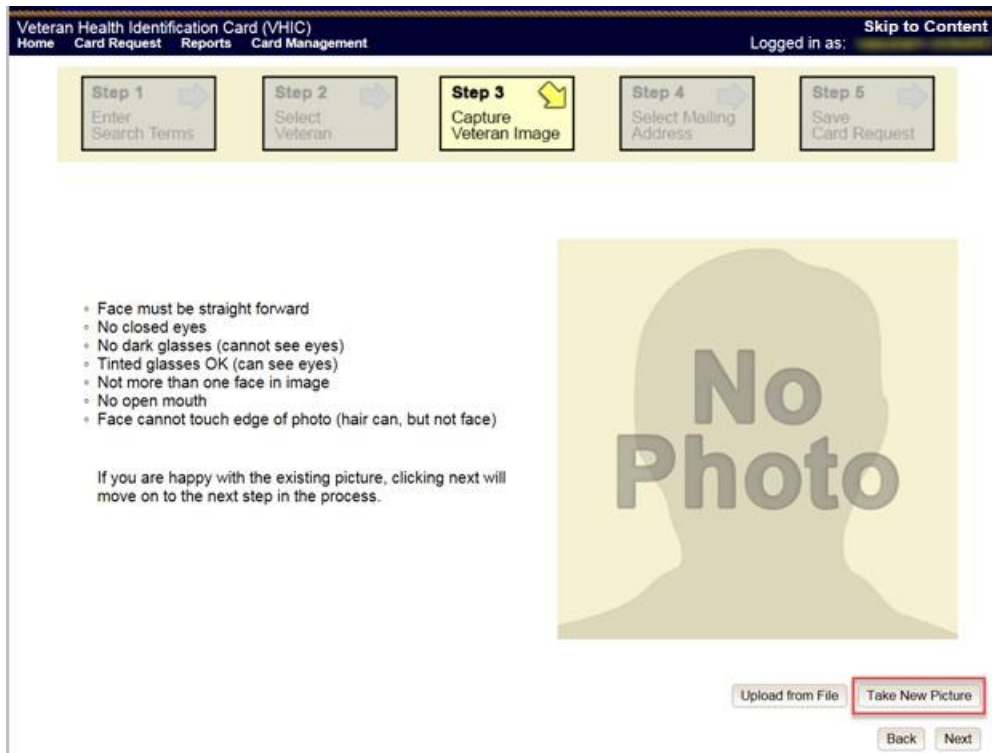 Veteran Health Identification Card (VHIC)
Skip to Content
Home Card Request Reports Card Management
Logged in as:
Step 1
Enter
Search Terms
Step 2
Select
Veteran
Step 3
Capture
Veteran Image
Step 4
Select Mailing
Address
Step 5
Save
Card Request
Face must be straight forward
No closed eyes
No dark glasses (cannot see eyes)
Tinted glasses OK (can see eyes)
Not more than one face in image
No open mouth
Face cannot touch edge of photo (hair can, but not face)
If you are happy with the existing picture, clicking next will
move on to the next step in the process.
No
Photo
Upload from File
Take New Picture
Back
Next